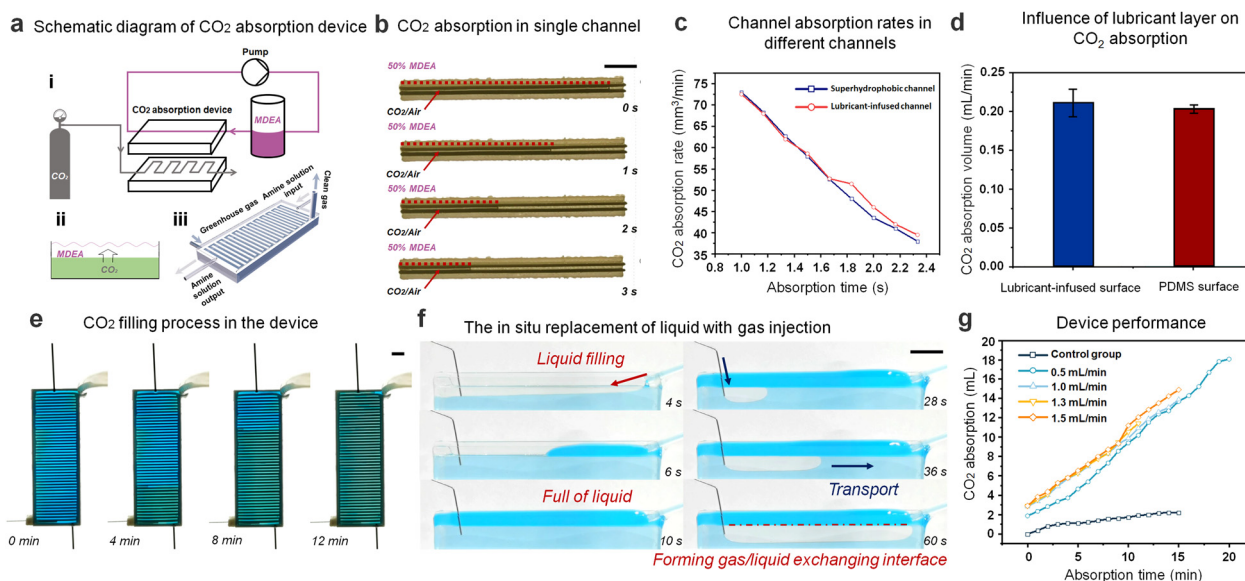 a Schematic diagram of CO2 absorption device
i
Pump
CO2 absorption device
MDEA
CO2
ii
MDEA
CO2
iii
Greenhouse gas
Amine solution
input
Clean gas
Amine
solution
output
b CO2 absorption in single channel
50% MDEA
CO2/Air
0 s
50% MDEA
CO2/Air
1 s
50% MDEA
CO2/Air
2 s
50% MDEA
CO2/Air
3 s
c Channel absorption rates in
different channels
CO2 absorption rate (mm3/min)
75
70
65
60
55
50
45
40
35
Superhydrophobic channel
Lubricant-infused channel
0.8 1.0 1.2 1.4 1.6 1.8 2.0 2.2 2.4
Absorption time (s)
d Influence of lubricant layer on
CO2 absorption
CO2 absorption volume (mL/min)
0.25
0.20
0.15
0.10
0.05
0.00
Lubricant-infused surface PDMS surface
e CO2 filling process in the device
0 min 4 min 8 min 12 min
f The in situ replacement of liquid with gas injection
Liquid filling
4 s
6 s
Full of liquid
10 s
28 s
36 s
Transport
60 s
Forming gas/liquid exchanging interface
g Device performance
CO2 absorption (mL)
20
18
16
14
12
10
8
6
4
2
0
Control group
0.5 mL/min
1.0 mL/min
1.3 mL/min
1.5 mL/min
0 5 10 15 20
Absorption time (min)